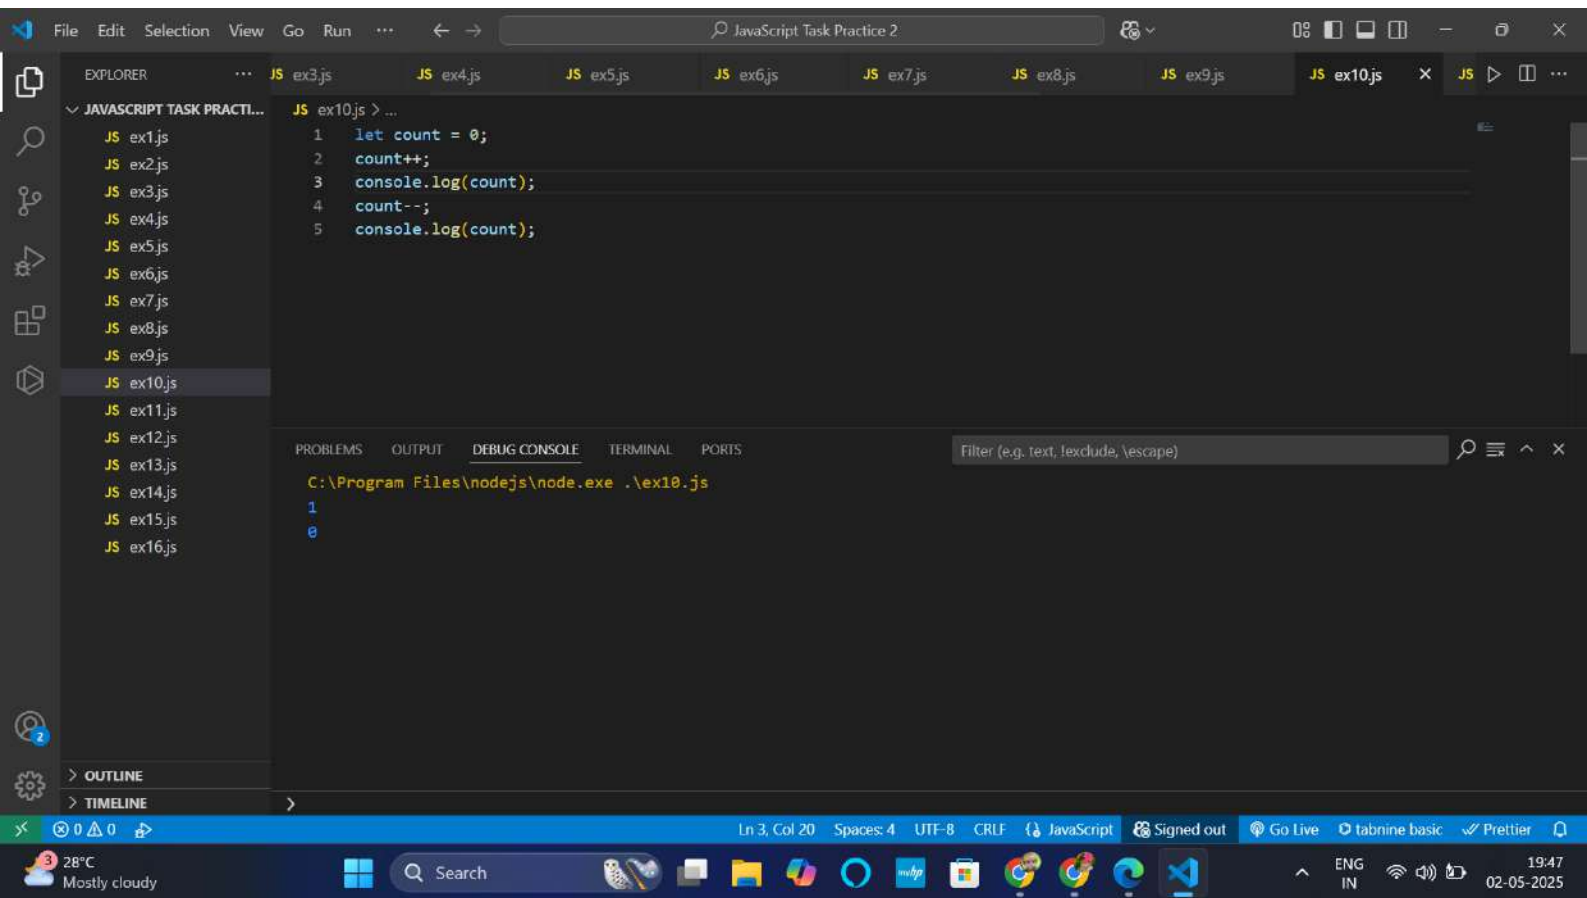 File Edit Selection View Go Run ··· JavaScript Task Practice 2
EXPLORER ···
JAVASCRIPT TASK PRACTI...
JS ex1.js
JS ex2.js
JS ex3.js
JS ex4.js
JS ex5.js
JS ex6.js
JS ex7.js
JS ex8.js
JS ex9.js
JS ex10.js
JS ex11.js
JS ex12.js
JS ex13.js
JS ex14.js
JS ex15.js
JS ex16.js
OUTLINE
TIMELINE
JS ex3.js JS ex4.js JS ex5.js JS ex6.js JS ex7.js JS ex8.js JS ex9.js JS ex10.js JS ···
JS ex10.js > ...
1 let count = 0;
2 count++;
3 console.log(count);
4 count--;
5 console.log(count);
PROBLEMS OUTPUT DEBUG CONSOLE TERMINAL PORTS Filter (e.g. text, !exclude, \escape)
C:\Program Files\nodejs\node.exe .\ex10.js
1
0
2
0 0 Ln 3, Col 20 Spaces: 4 UTF-8 CRLF JavaScript Signed out Go Live tabnine basic Prettier
3 28°C
Mostly cloudy
Search
ENG
IN
19:47
02-05-2025